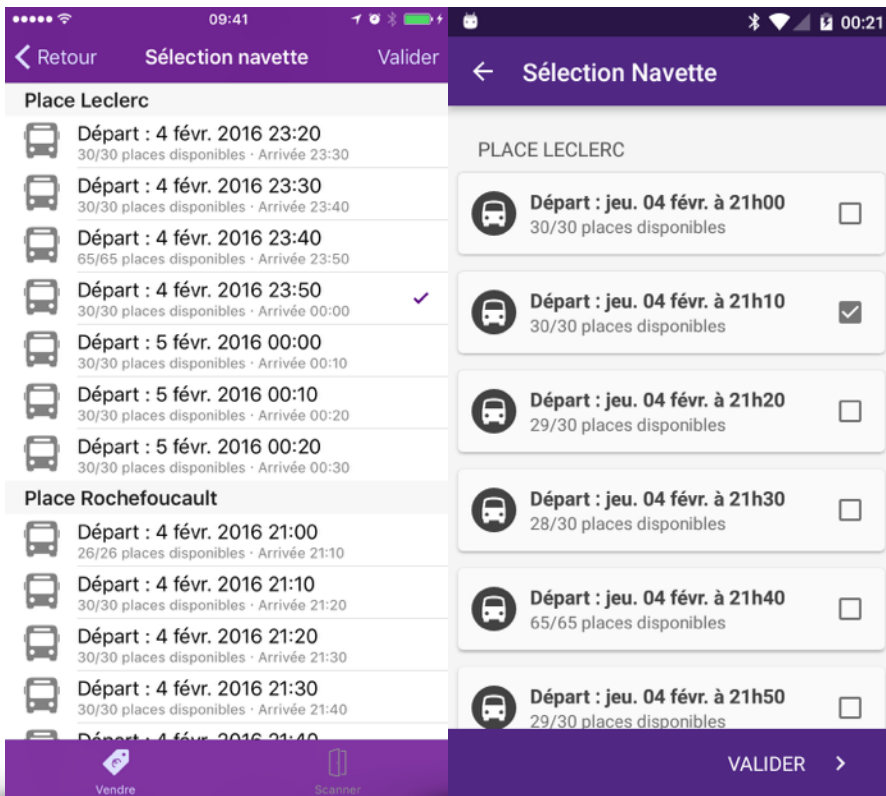 09:41
Retour Sélection navette Valider
Place Leclerc
Départ : 4 févr. 2016 23:20
30/30 places disponibles · Arrivée 23:30
Départ : 4 févr. 2016 23:30
30/30 places disponibles · Arrivée 23:40
Départ : 4 févr. 2016 23:40
65/65 places disponibles · Arrivée 23:50
Départ : 4 févr. 2016 23:50
30/30 places disponibles · Arrivée 00:00
Départ : 5 févr. 2016 00:00
30/30 places disponibles · Arrivée 00:10
Départ : 5 févr. 2016 00:10
30/30 places disponibles · Arrivée 00:20
Départ : 5 févr. 2016 00:20
30/30 places disponibles · Arrivée 00:30
Place Rochefoucault
Départ : 4 févr. 2016 21:00
26/26 places disponibles · Arrivée 21:10
Départ : 4 févr. 2016 21:10
30/30 places disponibles · Arrivée 21:20
Départ : 4 févr. 2016 21:20
30/30 places disponibles · Arrivée 21:30
Départ : 4 févr. 2016 21:30
30/30 places disponibles · Arrivée 21:40
Départ : 4 févr. 2016 21:40
Vendre Scanner
00:21
Sélection Navette
PLACE LECLERC
Départ : jeu. 04 févr. à 21h00
30/30 places disponibles
Départ : jeu. 04 févr. à 21h10
30/30 places disponibles
Départ : jeu. 04 févr. à 21h20
29/30 places disponibles
Départ : jeu. 04 févr. à 21h30
28/30 places disponibles
Départ : jeu. 04 févr. à 21h40
65/65 places disponibles
Départ : jeu. 04 févr. à 21h50
29/30 places disponibles
VALIDER